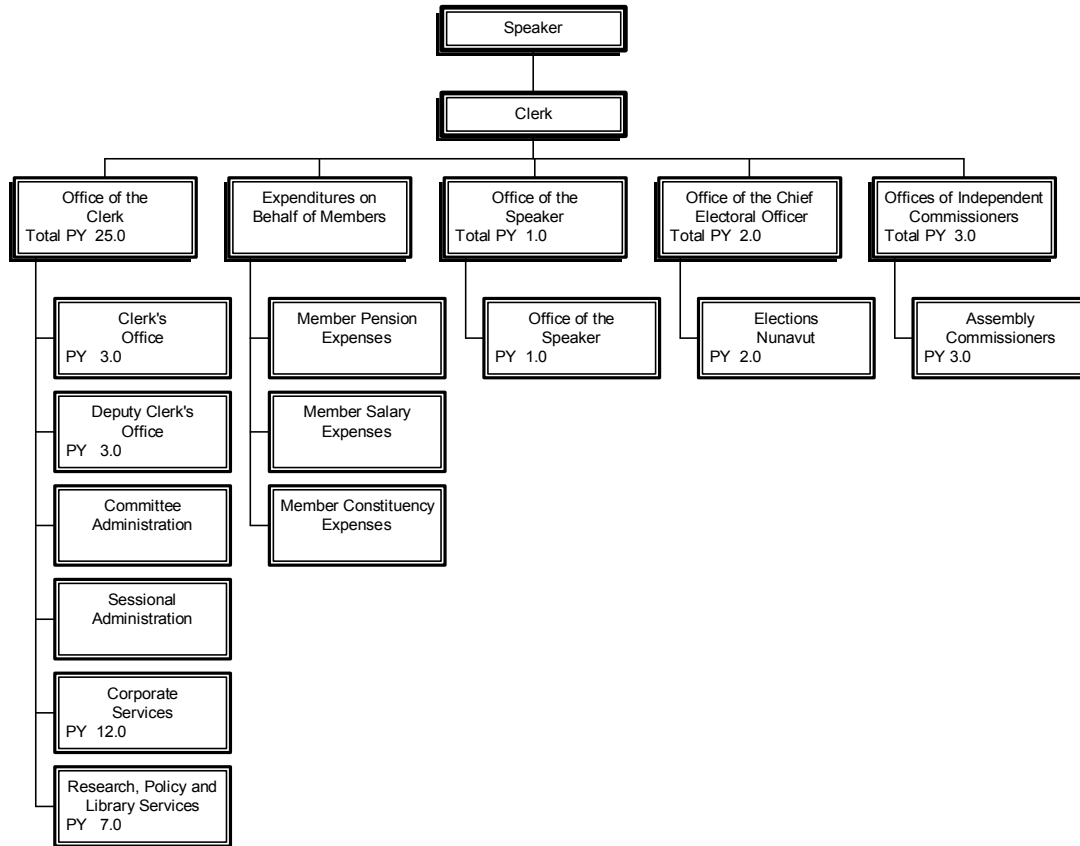 Speaker
Clerk
Office of the
Clerk
Total PY 25.0
Expenditures on
Behalf of Members
Office of the
Speaker
Total PY 1.0
Office of the Chief
Electoral Officer
Total PY 2.0
Offices of Independent
Commissioners
Total PY 3.0
Clerk's
Office
PY 3.0
Deputy Clerk's
Office
PY 3.0
Committee
Administration
Sessional
Administration
Corporate
Services
PY 12.0
Research, Policy and
Library Services
PY 7.0
Member Pension
Expenses
Member Salary
Expenses
Member Constituency
Expenses
Office of the
Speaker
PY 1.0
Elections
Nunavut
PY 2.0
Assembly
Commissioners
PY 3.0